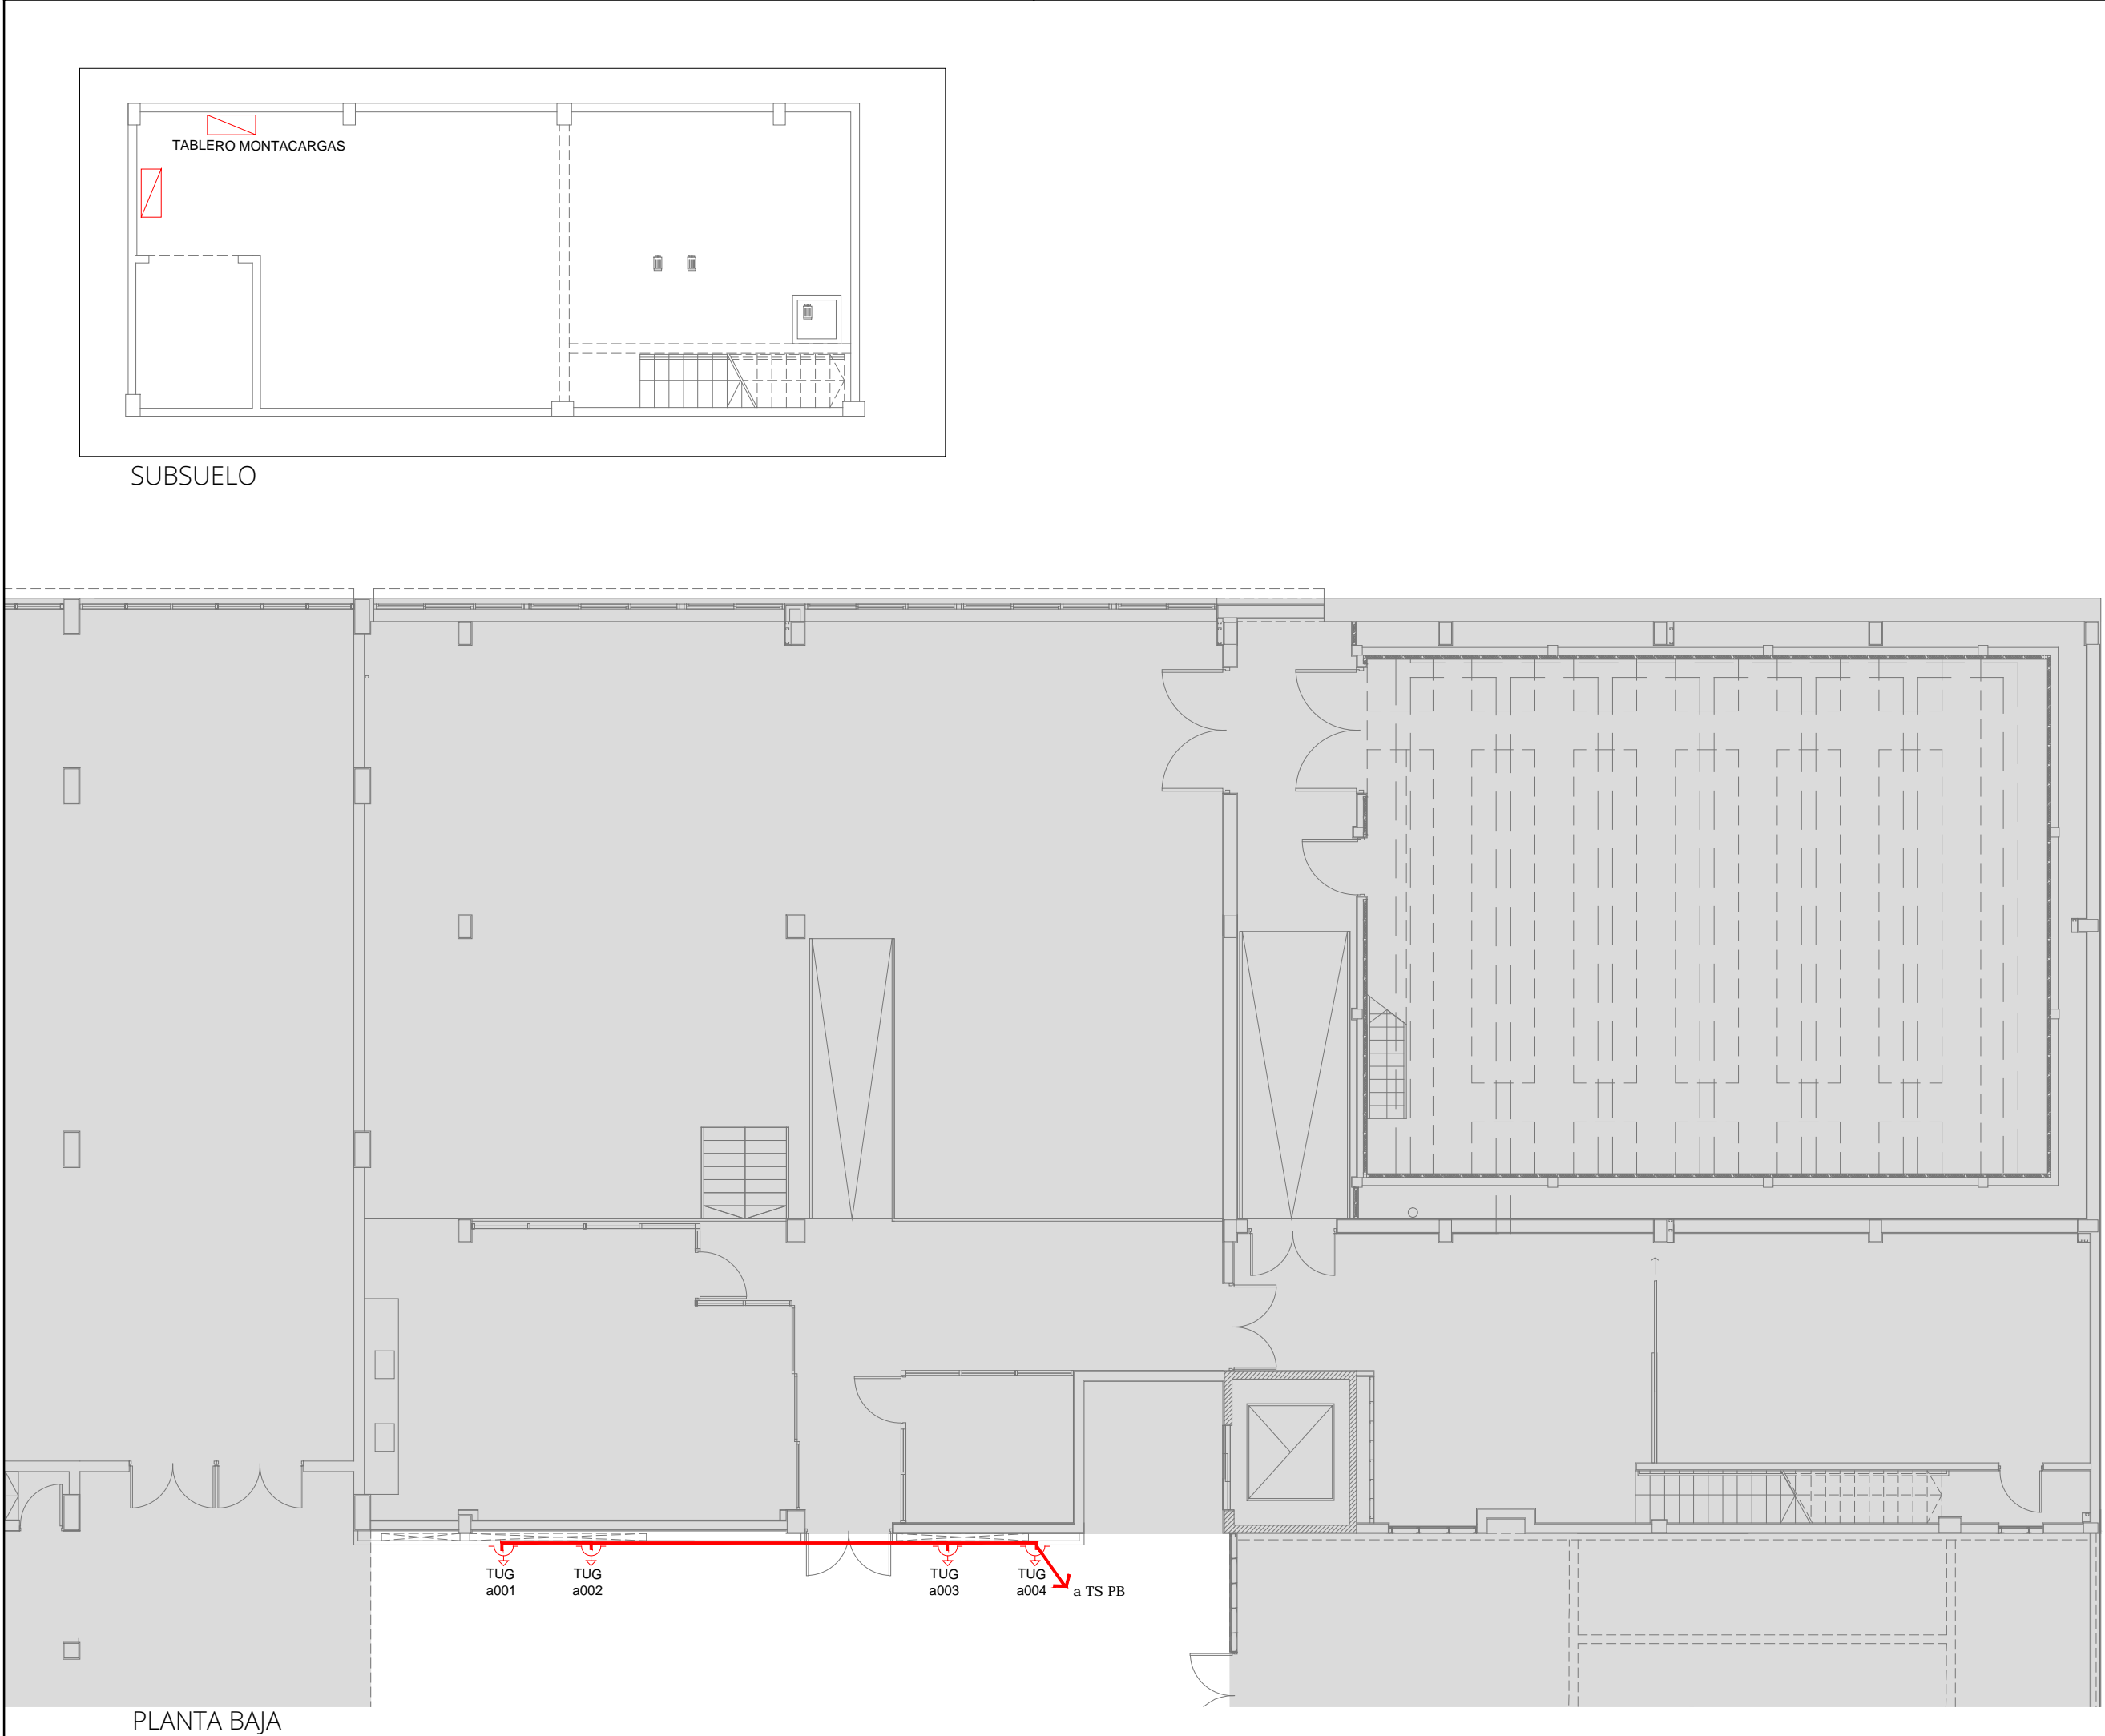 TABLERO MONTACARGAS
SUBSUELO
TUG
a001
TUG
a002
TUG
a003
TUG
a004
a TS PB
PLANTA BAJA